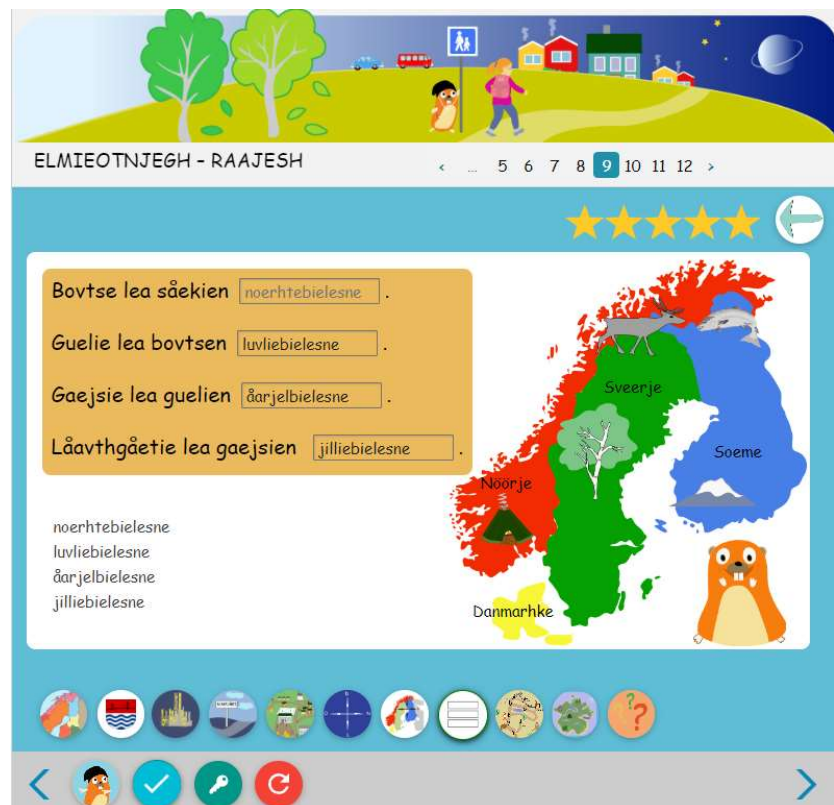 ELMIEOTNJEGH - RAAJESH
< ... 5 6 7 8 9 10 11 12 >
Bovtse lea såekien noerhtebielesne .
Guelie lea bovtsen luvliebielesne .
Gaejsie lea guelien åarjelbielesne .
Låavthgåetie lea gaejsien jilliebielesne .
noerhtebielesne
luvliebielesne
åarjelbielesne
jilliebielesne
Sveerje
Soeme
Nöörje
Danmarhke